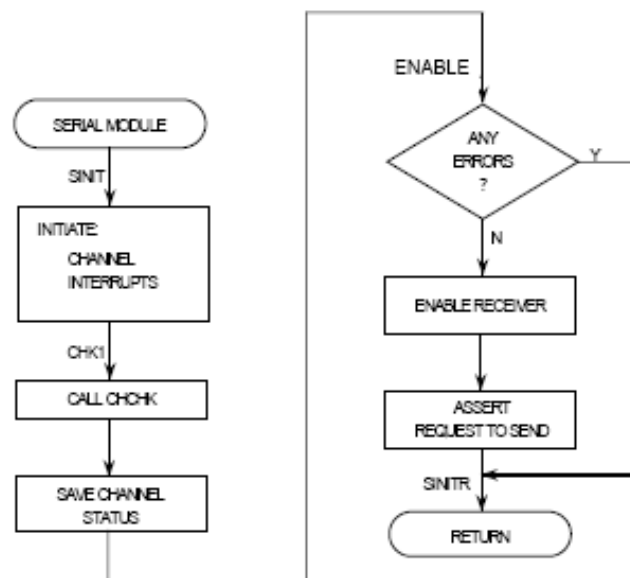 SERIAL MODULE
SINIT
INITIATE:
CHANNEL
INTERRUPTS
CHK1
CALL CHCHK
SAVE CHANNEL
STATUS
ENABLE
ANY
ERRORS
?
Y
N
ENABLE RECEIVER
ASSERT
REQUEST TO SEND
SINITR
RETURN